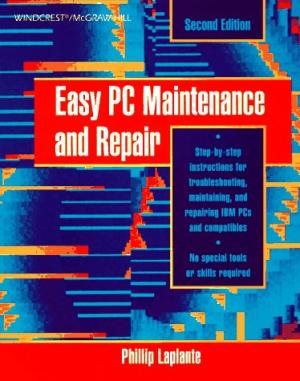 WINDCREST®/McGRAW-HILL
Second Edition
Easy PC Maintenance
and Repair
• 
Step-by-step
instructions for
troubleshooting,
maintaining, and
repairing IBM PCs
and compatibles
•
No special tools
or skills required
Phillip Laplante